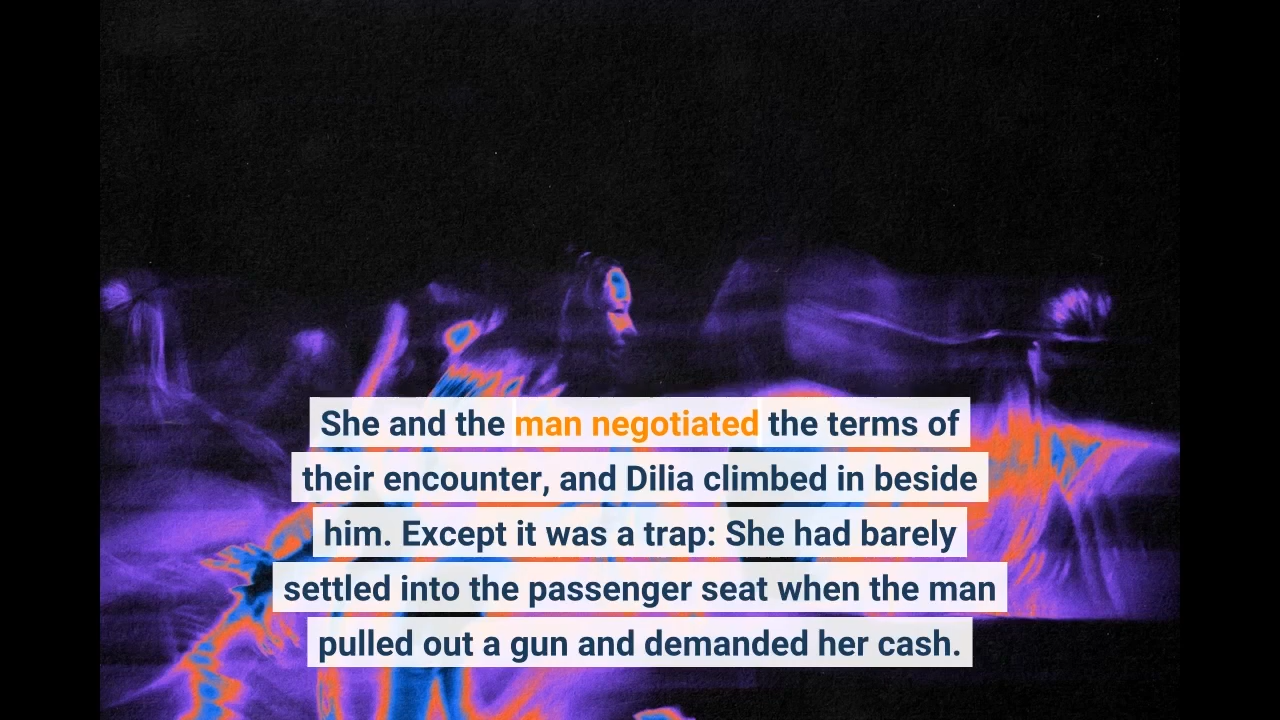 She and the man negotiated the terms of
their encounter, and Dilia climbed in beside
him. Except it was a trap: She had barely
settled into the passenger seat when the man
pulled out a gun and demanded her cash.